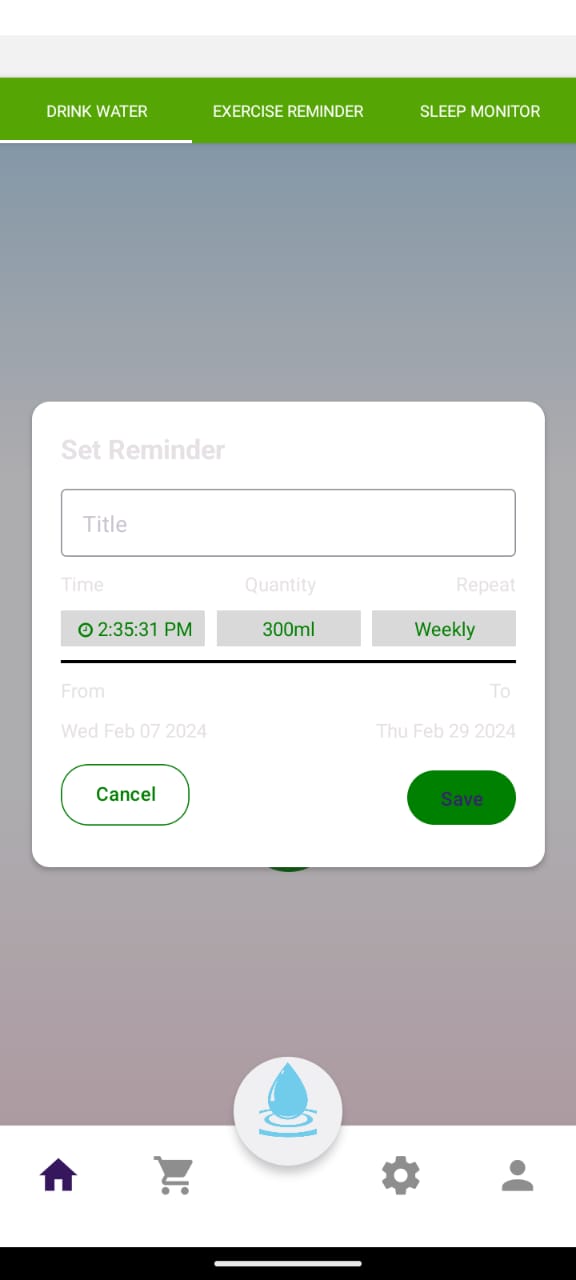 DRINK WATER EXERCISE REMINDER SLEEP MONITOR
Set Reminder
Title
Time Quantity Repeat
2:35:31 PM 300ml Weekly
From To
Wed Feb 07 2024 Thu Feb 29 2024
Cancel Save